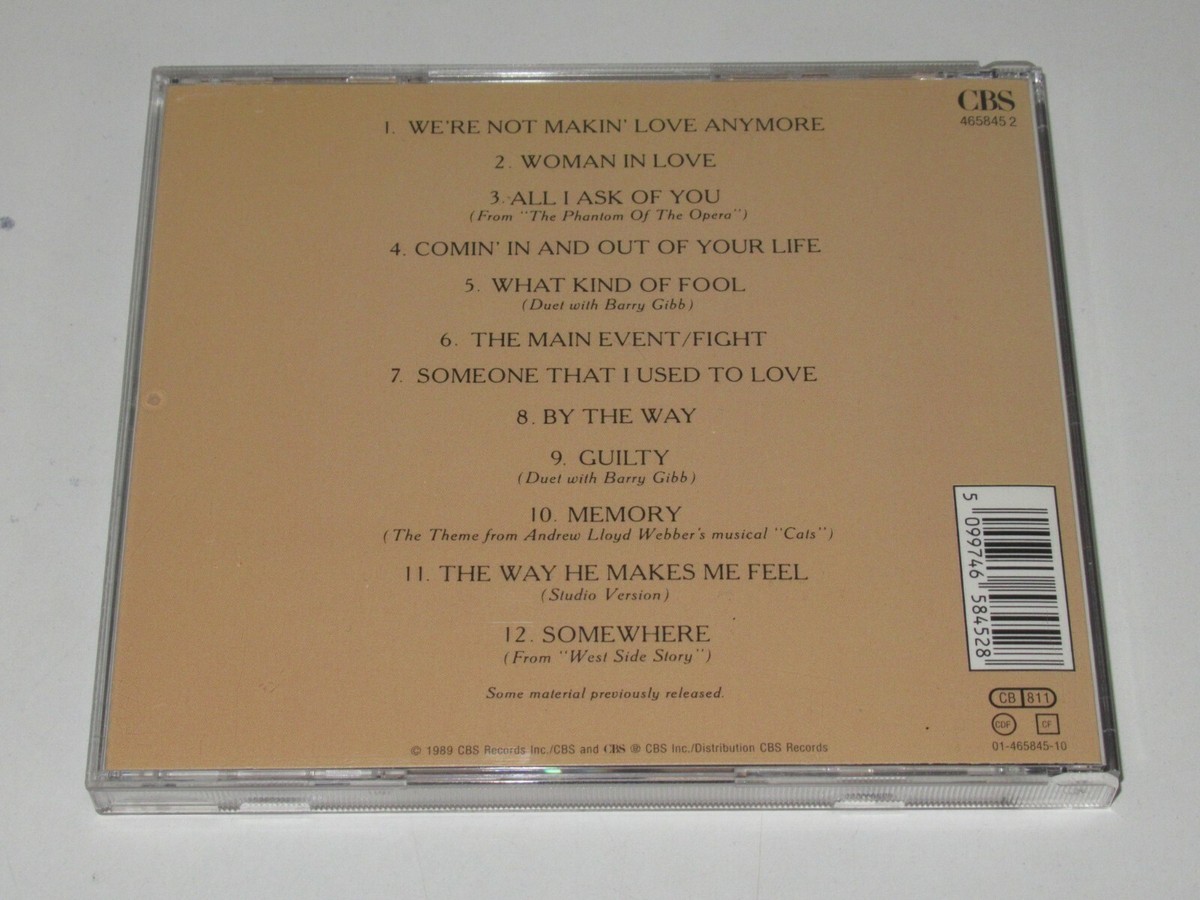 CBS
465845 2
1. WE'RE NOT MAKIN' LOVE ANYMORE
2. WOMAN IN LOVE
3. ALL I ASK OF YOU
(From "The Phantom Of The Opera")
4. COMIN' IN AND OUT OF YOUR LIFE
5. WHAT KIND OF FOOL
(Duet with Barry Gibb)
6. THE MAIN EVENT/FIGHT
7. SOMEONE THAT I USED TO LOVE
8. BY THE WAY
9. GUILTY
(Duet with Barry Gibb)
10. MEMORY
(The Theme from Andrew Lloyd Webber's musical "Cats")
11. THE WAY HE MAKES ME FEEL
(Studio Version)
12. SOMEWHERE
(From "West Side Story")
Some material previously released.
5 099746 584528
CB 811
CDF CF
01-465845-10
© 1989 CBS Records Inc./CBS and CBS ® CBS Inc./Distribution CBS Records